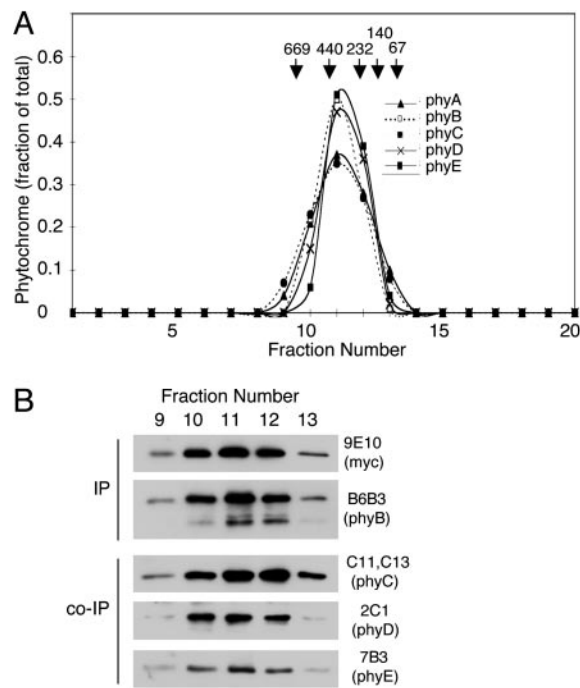 A
669 440 232 140 67
Phytochrome (fraction of total)
0.6
0.5
0.4
0.3
0.2
0.1
0
phyA
phyB
phyC
phyD
phyE
5 10 15 20
Fraction Number
B
Fraction Number
9 10 11 12 13
IP
9E10
(myc)
B6B3
(phyB)
co-IP
C11,C13
(phyC)
2C1
(phyD)
7B3
(phyE)